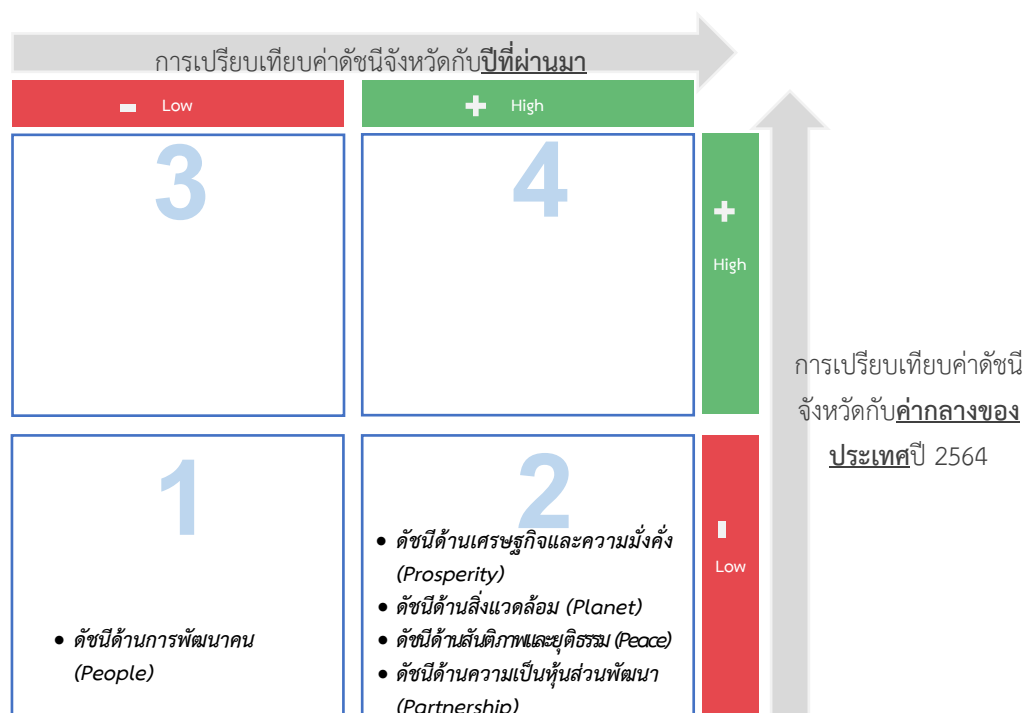 การเปรียบเทียบค่าดัชนีจังหวัดกับปีที่ผ่านมา
- Low
+ High
3
4
+
High
การเปรียบเทียบค่าดัชนี
จังหวัดกับค่ากลางของ
ประเทศปี 2564
1
2
-
Low
• ดัชนีด้านการพัฒนาคน
(People)
• ดัชนีด้านเศรษฐกิจและความมั่งคั่ง
(Prosperity)
• ดัชนีด้านสิ่งแวดล้อม (Planet)
• ดัชนีด้านสันติภาพและยุติธรรม (Peace)
• ดัชนีด้านความเป็นหุ้นส่วนพัฒนา
(Partnership)